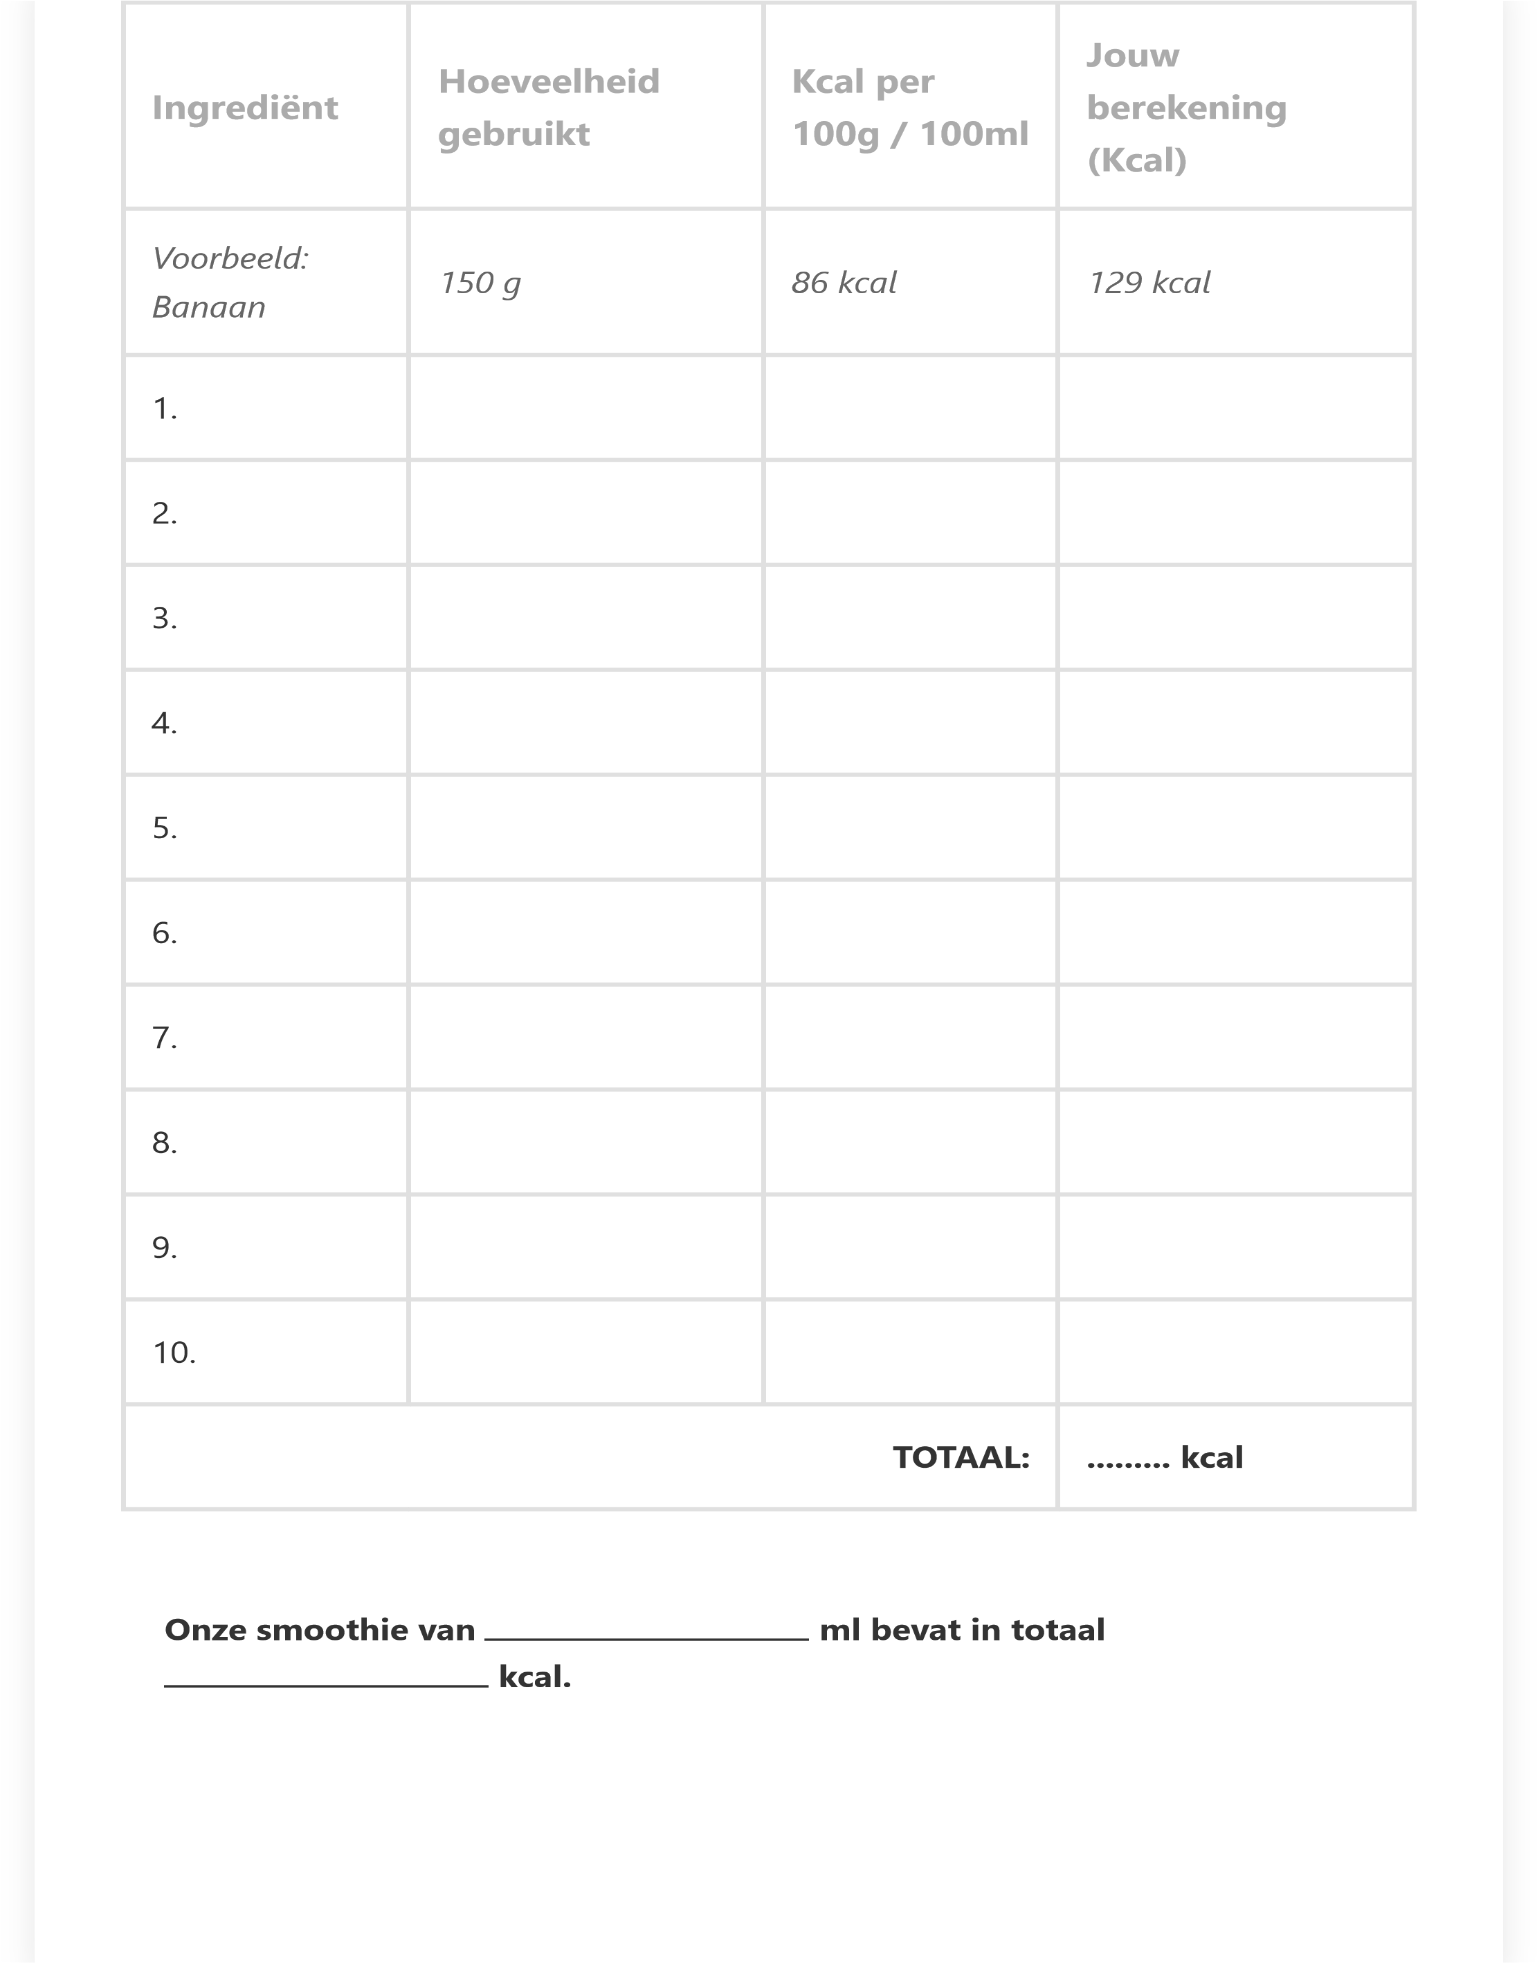 Ingrediënt
Hoeveelheid
gebruikt
Kcal per
100g / 100ml
Jouw
berekening
(Kcal)
Voorbeeld:
Banaan
150 g
86 kcal
129 kcal
1.
2.
3.
4.
5.
6.
7.
8.
9.
10.
TOTAAL:
......... kcal
Onze smoothie van ____________________ ml bevat in totaal
____________________ kcal.